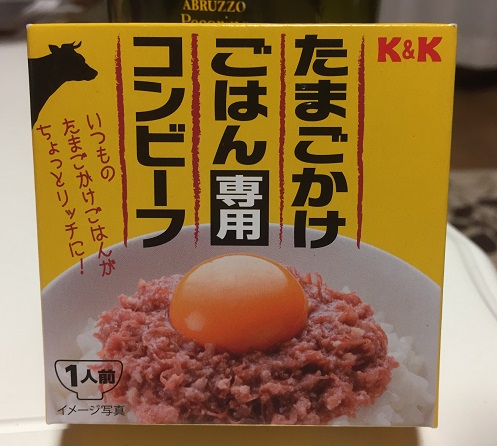 ABRUZZO
K&K
たまごかけ
ごはん専用
コンビーフ
いつもの
たまごかけごはんが
ちょっとリッチに!
1人前
イメージ写真